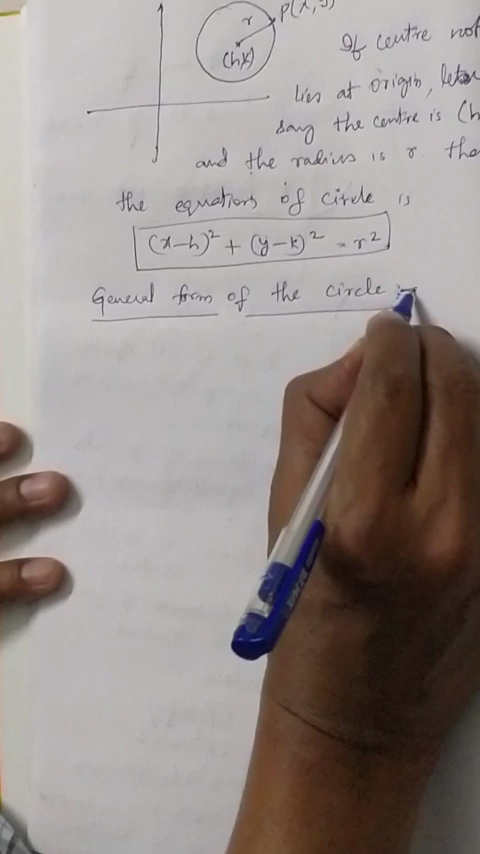 r
P(x, y)
(h,k)
If centre not
lies at origin, let
say the centre is (h
and the radius is r. the
the equations of circle is
(x-h)² + (y-k)² = r²
General form of the circle :-